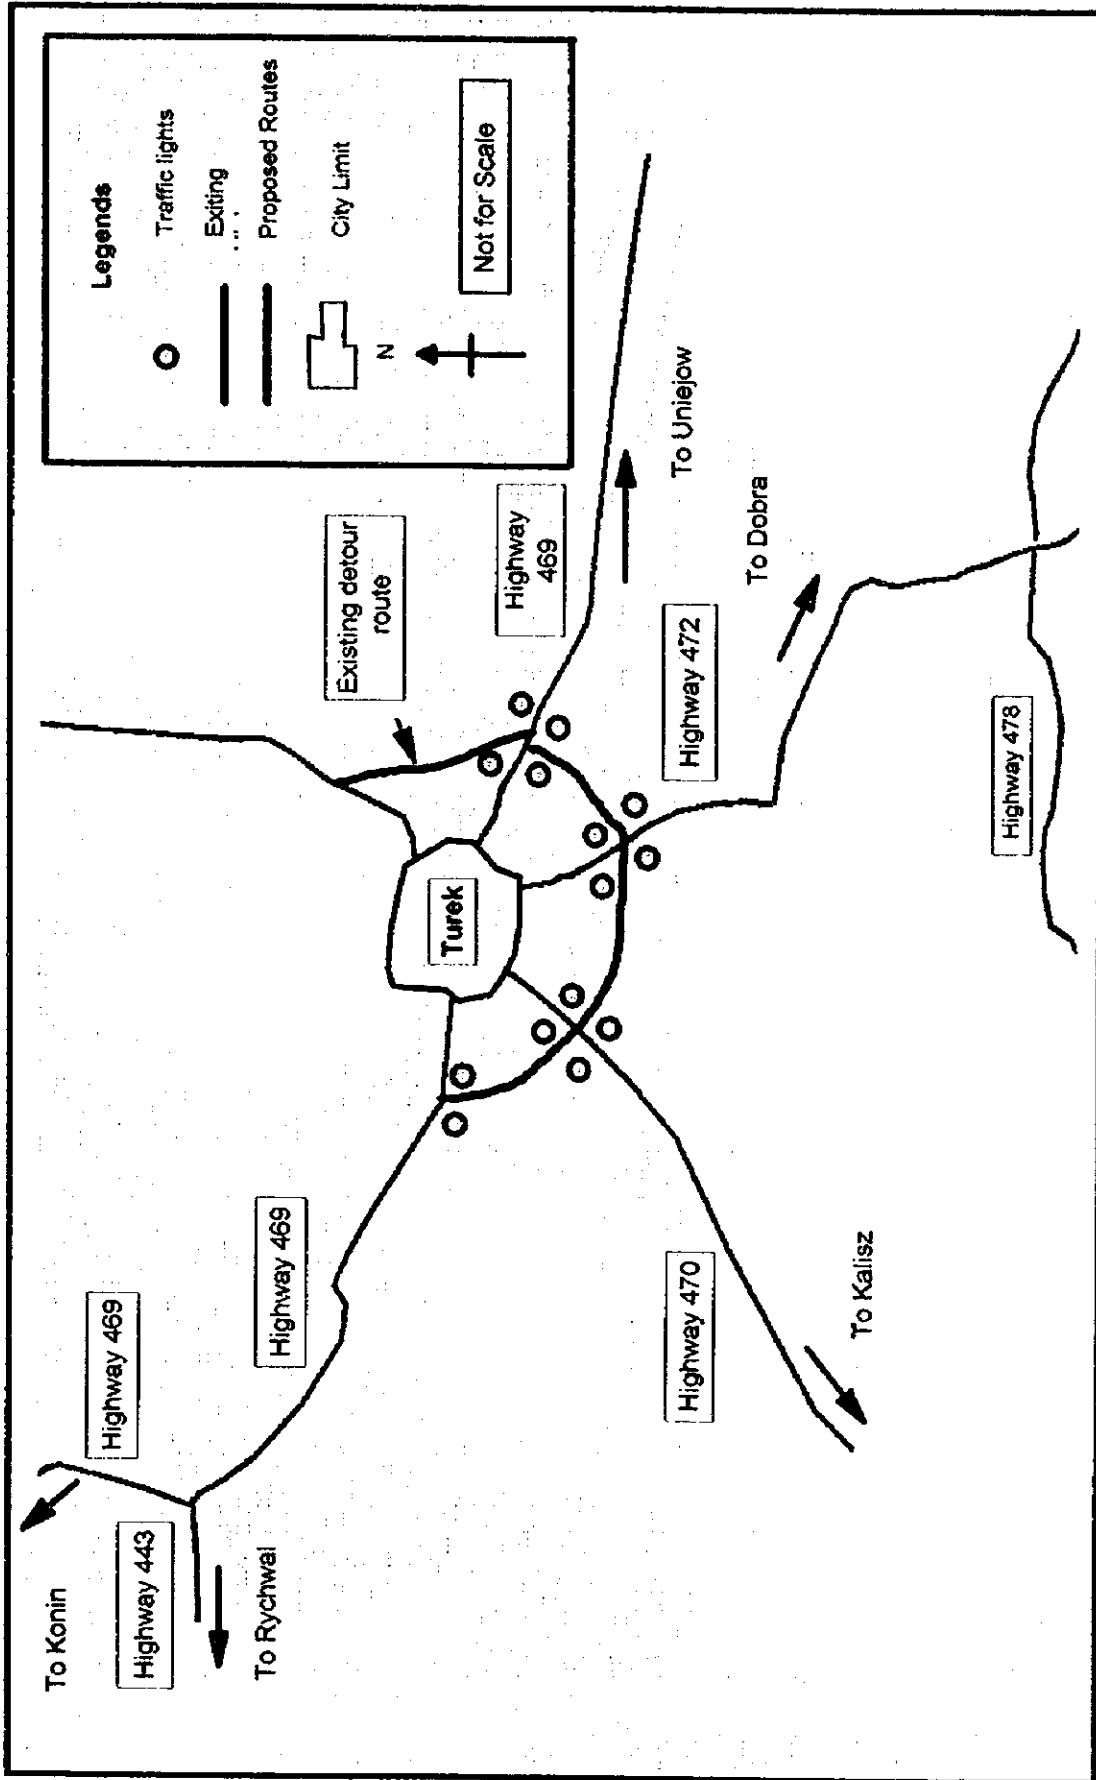 Legends
Traffic lights
Exiting
Proposed Routes
City Limit
N
Not for Scale
To Konin
Highway 469
Highway 443
To Rychwal
Highway 469
Existing detour
route
Turek
Highway
469
To Uniejow
Highway 472
To Dobra
Highway 470
To Kalisz
Highway 478